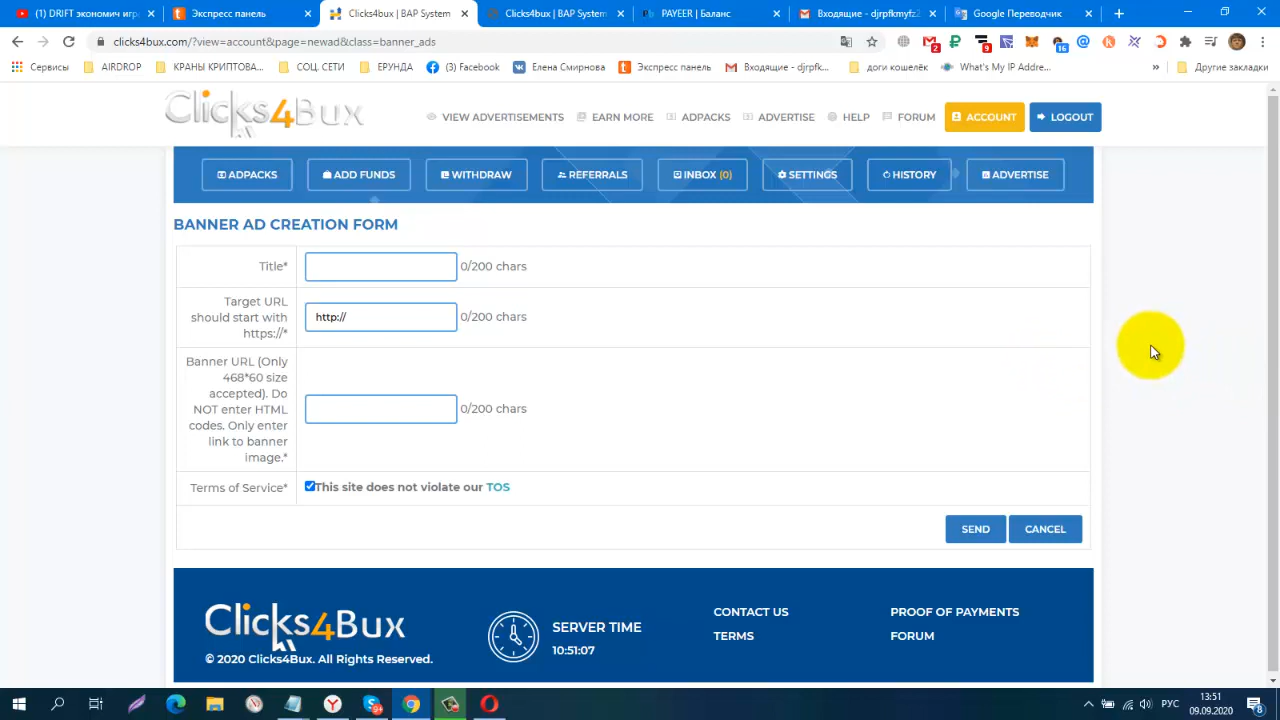 (1) DRIFT экономич игра
Экспресс панель
Clicks4bux | BAP System
Clicks4bux | BAP System
PAYEER | Баланс
Входящие - djrpfkmyfz2
Google Переводчик
clicks4bux.com/?view=account&page=newad&class=banner_ads
2
9
16
Сервисы
AIRDROP
КРАНЫ КРИПТОВА...
СОЦ. СЕТИ
ЕРУНДА
(3) Facebook
Елена Смирнова
Экспресс панель
Входящие - djrpfk...
доги кошелёк
What's My IP Addre...
»
Другие закладки
Clicks4Bux
VIEW ADVERTISEMENTS
EARN MORE
ADPACKS
ADVERTISE
HELP
FORUM
ACCOUNT
LOGOUT
ADPACKS
ADD FUNDS
WITHDRAW
REFERRALS
INBOX (0)
SETTINGS
HISTORY
ADVERTISE
BANNER AD CREATION FORM
Title*
0/200 chars
Target URL
should start with
https://*
http://
0/200 chars
Banner URL (Only
468*60 size
accepted). Do
NOT enter HTML
codes. Only enter
link to banner
image.*
0/200 chars
Terms of Service*
This site does not violate our TOS
SEND
CANCEL
Clicks4Bux
© 2020 Clicks4Bux. All Rights Reserved.
SERVER TIME
10:51:07
CONTACT US
TERMS
PROOF OF PAYMENTS
FORUM
РУС
13:51
09.09.2020
8